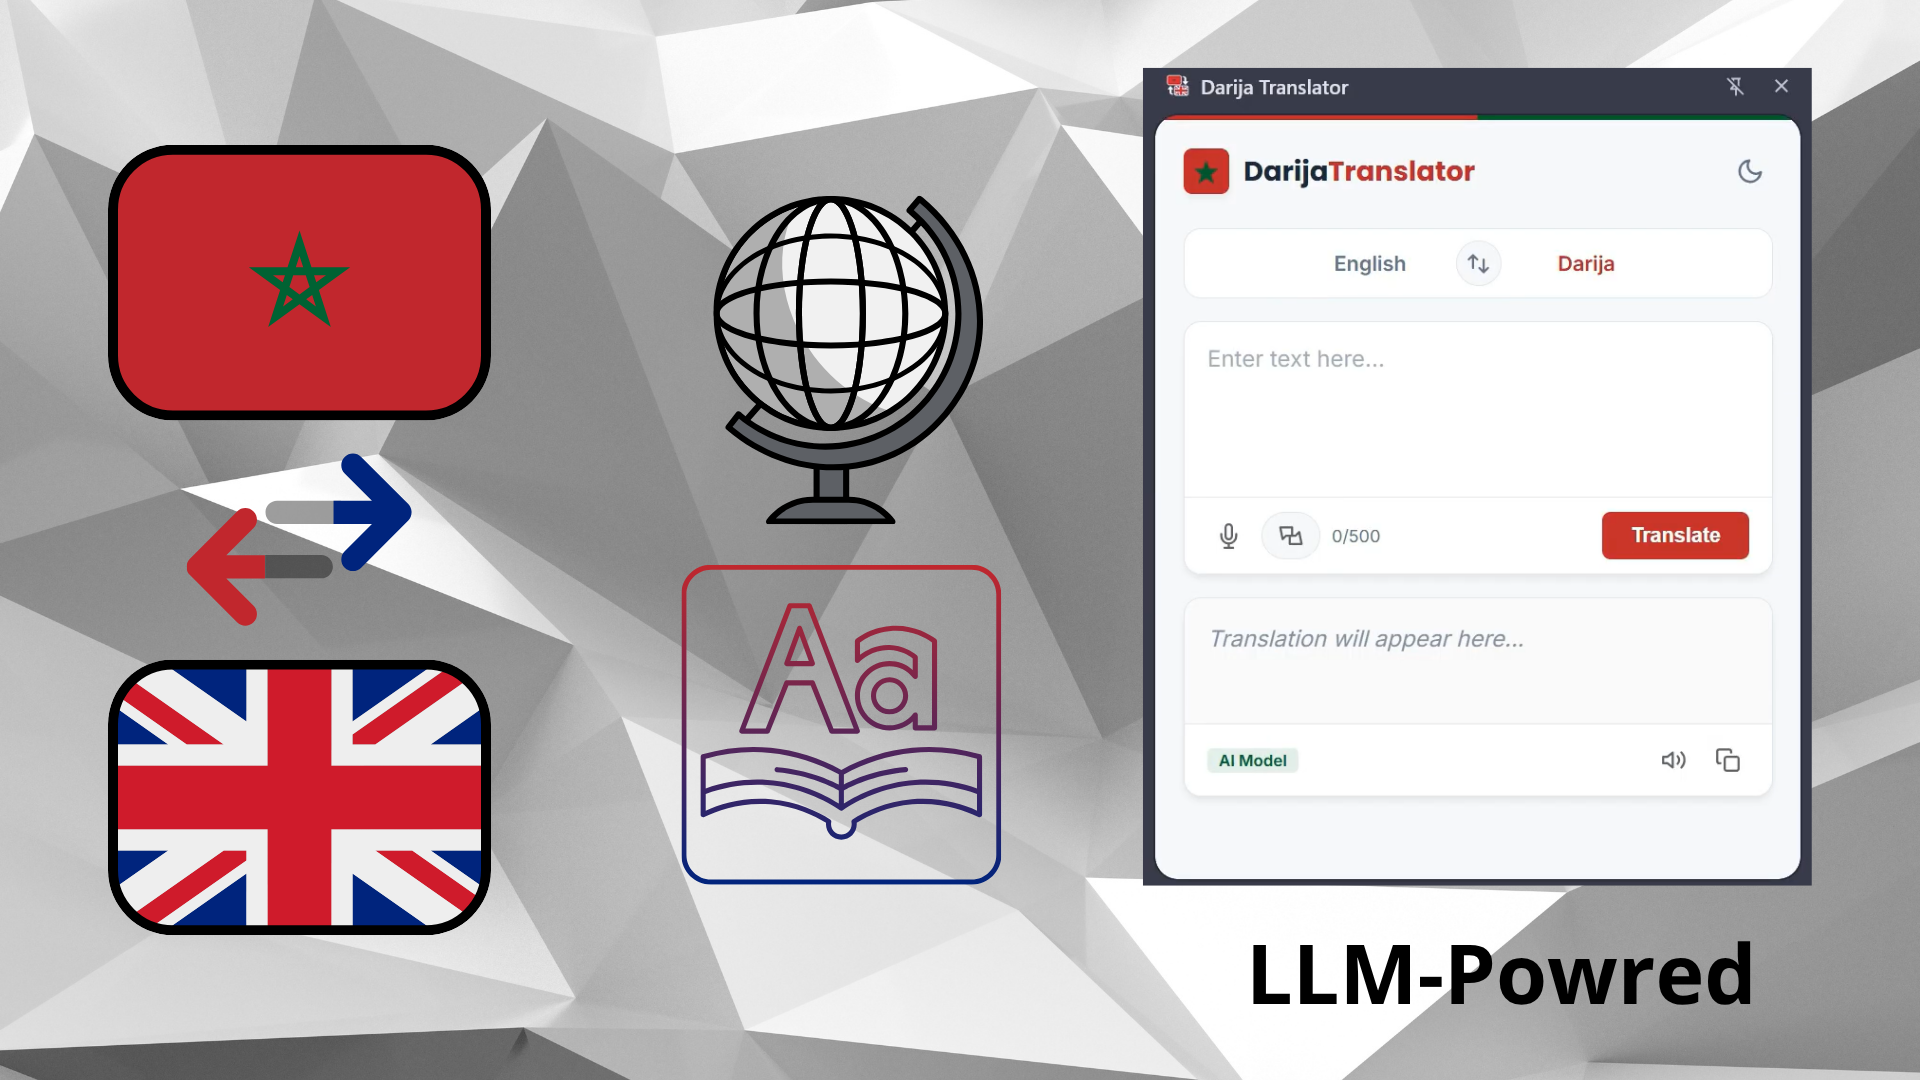 Darija Translator
DarijaTranslator
English
Darija
Enter text here...
0/500
Translate
Translation will appear here...
AI Model
Aa
LLM-Powred